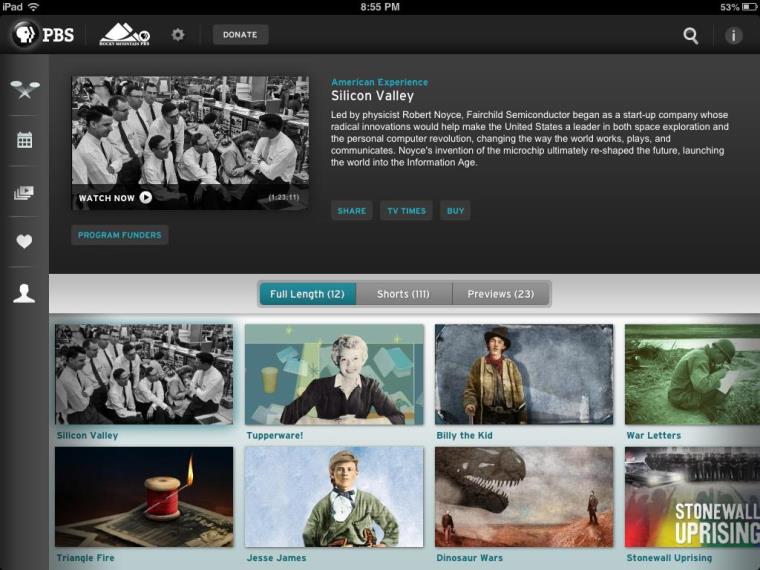 iPad
8:55 PM
53%
PBS
ROCKY MOUNTAIN PBS
DONATE
American Experience
Silicon Valley
Led by physicist Robert Noyce, Fairchild Semiconductor began as a start-up company whose
radical innovations would help make the United States a leader in both space exploration and
the personal computer revolution, changing the way the world works, plays, and
communicates. Noyce's invention of the microchip ultimately re-shaped the future, launching
the world into the Information Age.
WATCH NOW
(1:23:11)
SHARE
TV TIMES
BUY
PROGRAM FUNDERS
Full Length (12)
Shorts (111)
Previews (23)
Silicon Valley
Tupperware!
Billy the Kid
War Letters
STONEWALL
UPRISING
Triangle Fire
Jesse James
Dinosaur Wars
Stonewall Uprising